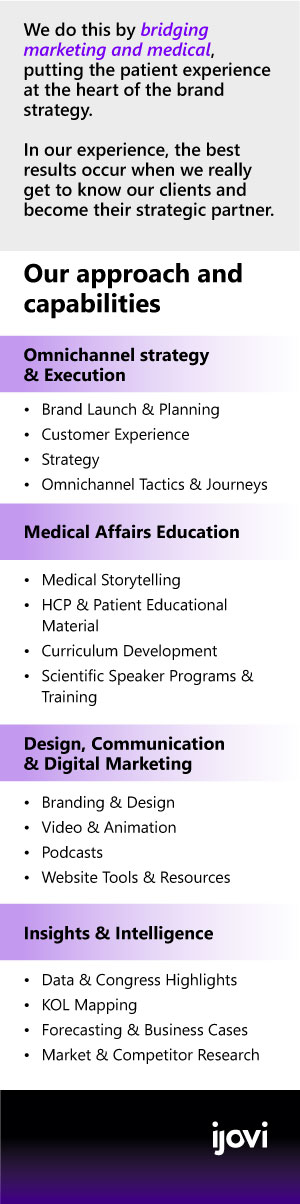 We do this by bridging
marketing and medical,
putting the patient experience
at the heart of the brand
strategy.
In our experience, the best
results occur when we really
get to know our clients and
become their strategic partner.
Our approach and
capabilities
Omnichannel strategy
& Execution
• Brand Launch & Planning
• Customer Experience
• Strategy
• Omnichannel Tactics & Journeys
Medical Affairs Education
• Medical Storytelling
• HCP & Patient Educational
Material
• Curriculum Development
• Scientific Speaker Programs &
Training
Design, Communication
& Digital Marketing
• Branding & Design
• Video & Animation
• Podcasts
• Website Tools & Resources
Insights & Intelligence
• Data & Congress Highlights
• KOL Mapping
• Forecasting & Business Cases
• Market & Competitor Research
ijovi